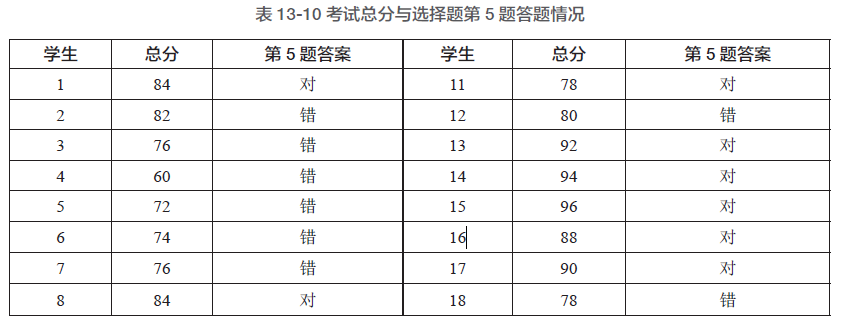 表 13-10 考试总分与选择题第 5 题答题情况
学生 总分 第 5 题答案 学生 总分 第 5 题答案
1 84 对 11 78 对
2 82 错 12 80 错
3 76 错 13 92 对
4 60 错 14 94 对
5 72 错 15 96 对
6 74 错 16 88 对
7 76 错 17 90 对
8 84 对 18 78 错